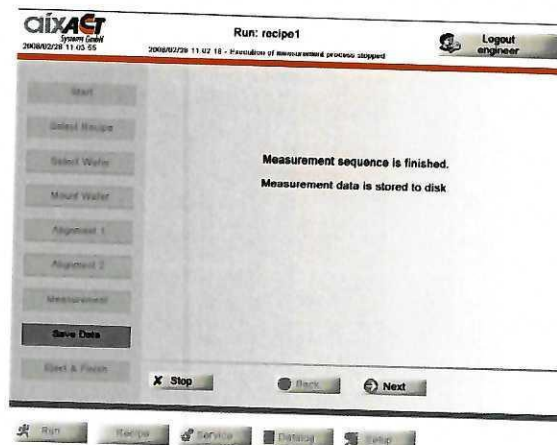 aixACT
Systems GmbH
2008/02/28 11 03 55
Run: recipe1
2008/02/28 11 02 18 - Execution of measurement process stopped
Logout
engineer
Start
Select Recipe
Select Wafer
Mount Wafer
Alignment 1
Alignment 2
Measurement
Save Data
Eject & Finish
Measurement sequence is finished.
Measurement data is stored to disk
X Stop
Back
Next
Run
Recipe
Service
Datalog
Setup